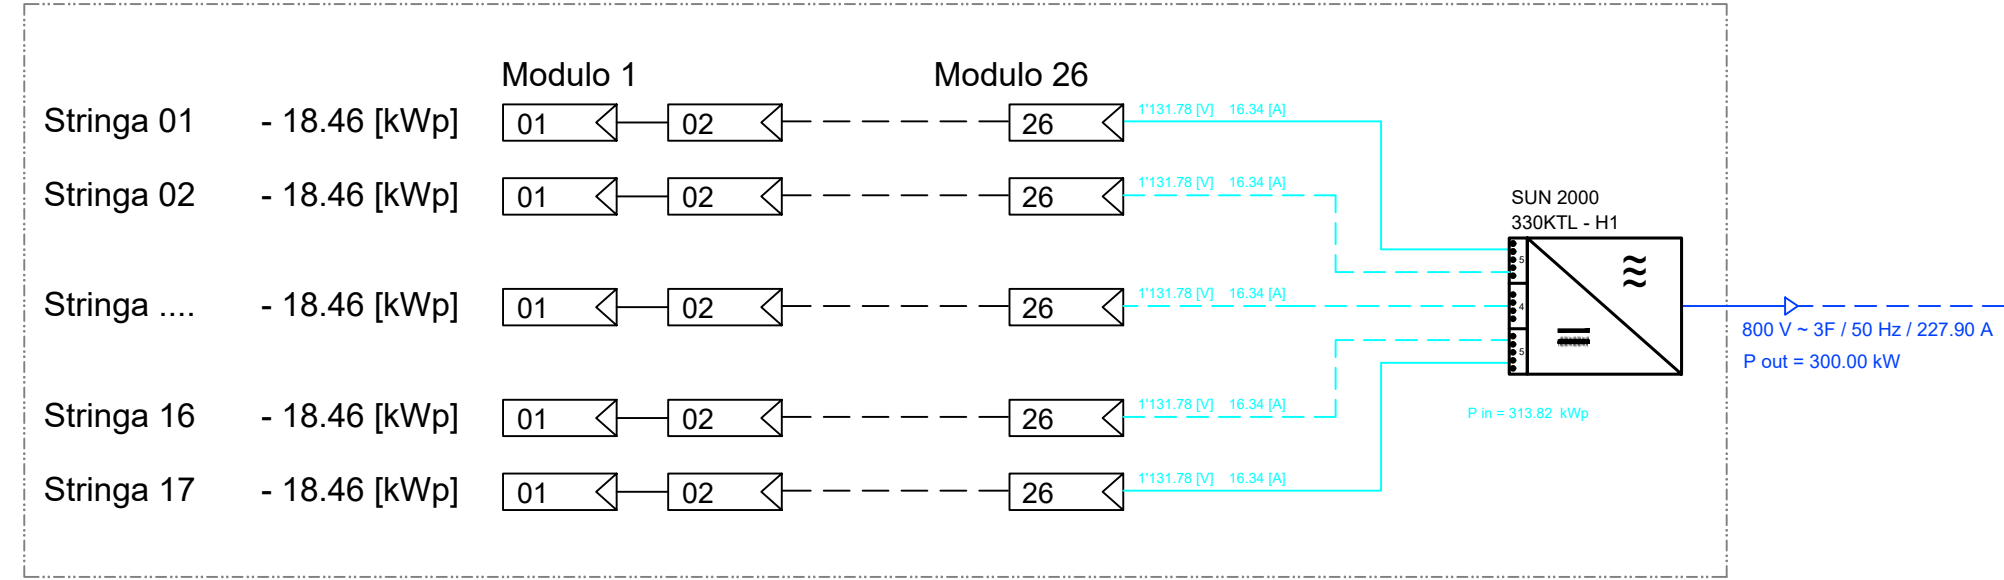 Modulo 1 Modulo 26
Stringa 01 - 18.46 [kWp] 01 02 26 1'131.78 [V] 16.34 [A]
Stringa 02 - 18.46 [kWp] 01 02 26 1'131.78 [V] 16.34 [A]
SUN 2000
330KTL - H1
5
Stringa .... - 18.46 [kWp] 01 02 26 1'131.78 [V] 16.34 [A]
4
800 V ~ 3F / 50 Hz / 227.90 A
5
P out = 300.00 kW
Stringa 16 - 18.46 [kWp] 01 02 26 1'131.78 [V] 16.34 [A]
P in = 313.82 kWp
Stringa 17 - 18.46 [kWp] 01 02 26 1'131.78 [V] 16.34 [A]